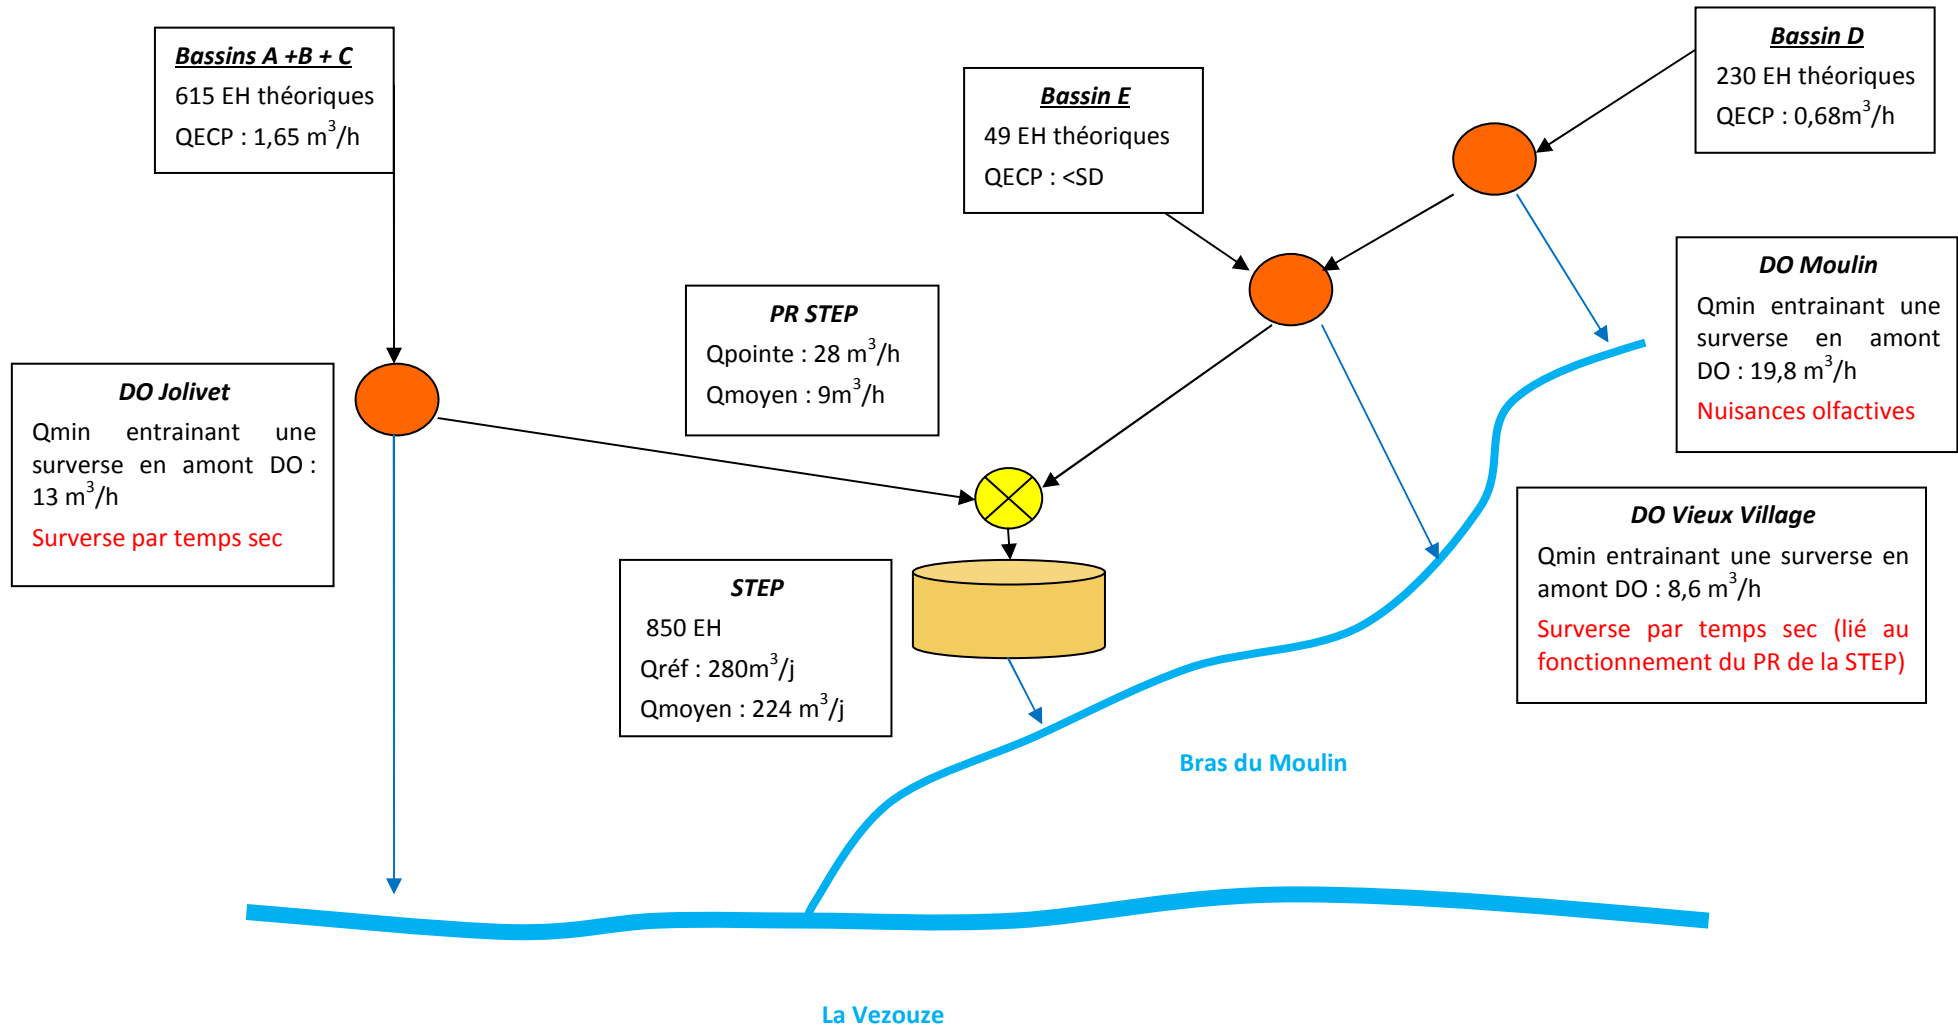 Bassins A +B + C
615 EH théoriques
QECP : 1,65 m³/h
Bassin E
49 EH théoriques
QECP : <SD
Bassin D
230 EH théoriques
QECP : 0,68m³/h
DO Jolivet
Qmin entrainant une
surverse en amont DO :
13 m³/h
Surverse par temps sec
PR STEP
Qpointe : 28 m³/h
Qmoyen : 9m³/h
DO Moulin
Qmin entrainant une
surverse en amont
DO : 19,8 m³/h
Nuisances olfactives
STEP
850 EH
Qréf : 280m³/j
Qmoyen : 224 m³/j
DO Vieux Village
Qmin entrainant une surverse en
amont DO : 8,6 m³/h
Surverse par temps sec (lié au
fonctionnement du PR de la STEP)
Bras du Moulin
La Vezouze